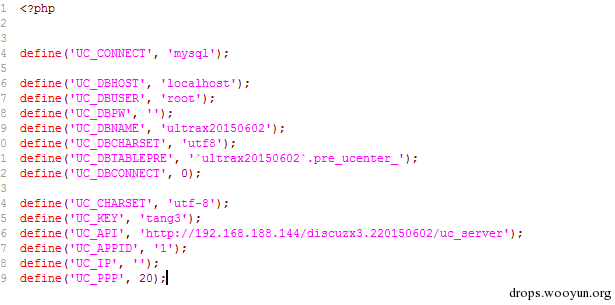 1 <?php
2
3
4 define('UC_CONNECT', 'mysql');
5
6 define('UC_DBHOST', 'localhost');
7 define('UC_DBUSER', 'root');
8 define('UC_DBPW', '');
9 define('UC_DBNAME', 'ultrax20150602');
0 define('UC_DBCHARSET', 'utf8');
1 define('UC_DBTABLEPRE', '`ultrax20150602`.pre_ucenter_');
2 define('UC_DBCONNECT', 0);
3
4 define('UC_CHARSET', 'utf-8');
5 define('UC_KEY', 'tang3');
6 define('UC_API', 'http://192.168.188.144/discuzx3.220150602/uc_server');
7 define('UC_APPID', '1');
8 define('UC_IP', '');
9 define('UC_PPP', 20);
drops.wooyun.org